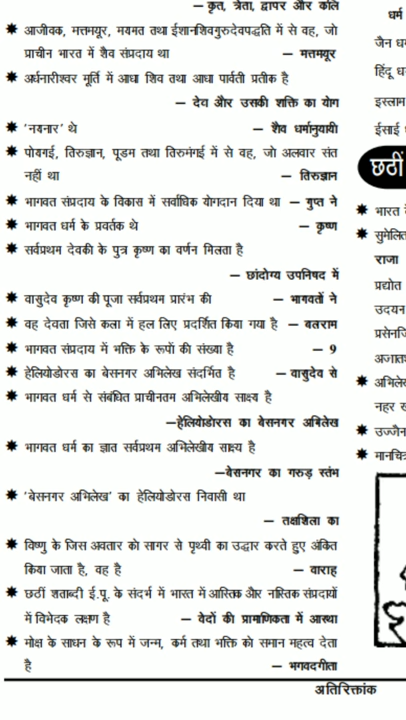 – कृत, त्रेता, द्वापर और कलि
✷ आजीवक, मत्तमयूर, मयमत तथा ईशानशिवगुरुदेवपद्धति में से वह, जो
प्राचीन भारत में शैव संप्रदाय था – मत्तमयूर
✷ अर्धनारीश्वर मूर्ति में आधा शिव तथा आधा पार्वती प्रतीक है
– देव और उसकी शक्ति का योग
✷ 'नयनार' थे – शैव धर्मानुयायी
✷ पोयगई, तिरुज्ञान, पूडम तथा तिरुमंगई में से वह, जो अलवार संत
नहीं था – तिरुज्ञान
✷ भागवत संप्रदाय के विकास में सर्वाधिक योगदान दिया था – गुप्त ने
✷ भागवत धर्म के प्रवर्तक थे – कृष्ण
✷ सर्वप्रथम देवकी के पुत्र कृष्ण का वर्णन मिलता है
– छांदोग्य उपनिषद में
✷ वासुदेव कृष्ण की पूजा सर्वप्रथम प्रारंभ की – भागवतों ने
✷ वह देवता जिसे कला में हल लिए प्रदर्शित किया गया है – बलराम
✷ भागवत संप्रदाय में भक्ति के रूपों की संख्या है – 9
✷ हेलियोडोरस का बेसनगर अभिलेख संदर्भित है – वासुदेव से
✷ भागवत धर्म से संबंधित प्राचीनतम अभिलेखीय साक्ष्य है
–हेलियोडोरस का बेसनगर अभिलेख
✷ भागवत धर्म का ज्ञात सर्वप्रथम अभिलेखीय साक्ष्य है
–बेसनगर का गरुड़ स्तंभ
✷ 'बेसनगर अभिलेख' का हेलियोडोरस निवासी था
– तक्षशिला का
✷ विष्णु के जिस अवतार को सागर से पृथ्वी का उद्धार करते हुए अंकित
किया जाता है, वह है – वाराह
✷ छठीं शताब्दी ई.पू. के संदर्भ में भारत में आस्तिक और नास्तिक संप्रदायों
में विभेदक लक्षण है – वेदों की प्रामाणिकता में आस्था
✷ मोक्ष के साधन के रूप में जन्म, कर्म तथा भक्ति को समान महत्व देता
है – भगवदगीता
अतिरिक्तांक
धर्म
जैन
हिंदू
इस्लाम
ईसाई
छठीं
✷ भारत
✷ सुमेलित
राजा
प्रद्योत
उदयन
✷
नहर
✷ उज्जैन
✷ मानचित्र